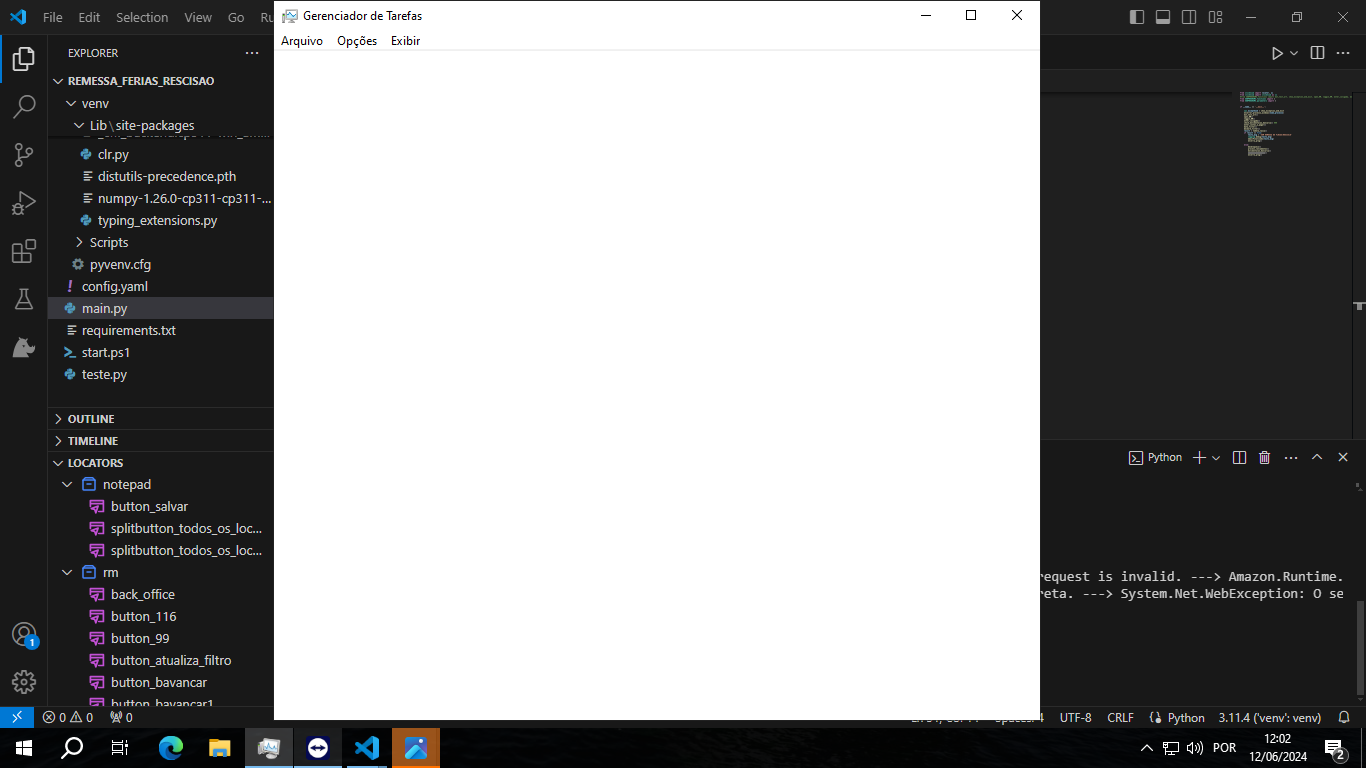 File Edit Selection View Go Ru
Gerenciador de Tarefas
Arquivo Opções Exibir
EXPLORER
REMESSA_FERIAS_RESCISAO
venv
Lib\site-packages
clr.py
distutils-precedence.pth
numpy-1.26.0-cp311-cp311-...
typing_extensions.py
Scripts
pyvenv.cfg
config.yaml
main.py
requirements.txt
start.ps1
teste.py
OUTLINE
TIMELINE
LOCATORS
notepad
button_salvar
splitbutton_todos_os_loc...
splitbutton_todos_os_loc...
rm
back_office
button_116
button_99
button_atualiza_filtro
button_bavancar
button_bavancar1
Python
request is invalid. ---> Amazon.Runtime.
reta. ---> System.Net.WebException: O se
1
0 0 0
UTF-8 CRLF Python 3.11.4 ('venv': venv)
POR
12:02
12/06/2024
2